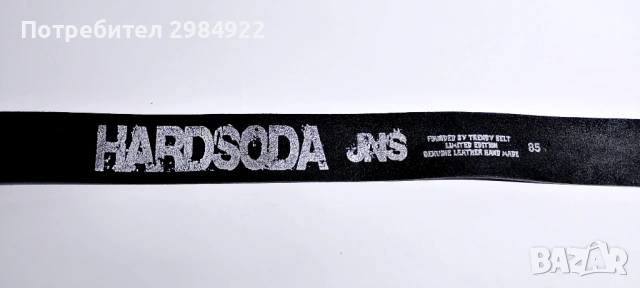 Потребител 2984922
HARDSODA JNS
FOUNDED BY TRENDY BELT
LIMITED EDITION
GENUINE LEATHER HAND MADE
85
BAZAR